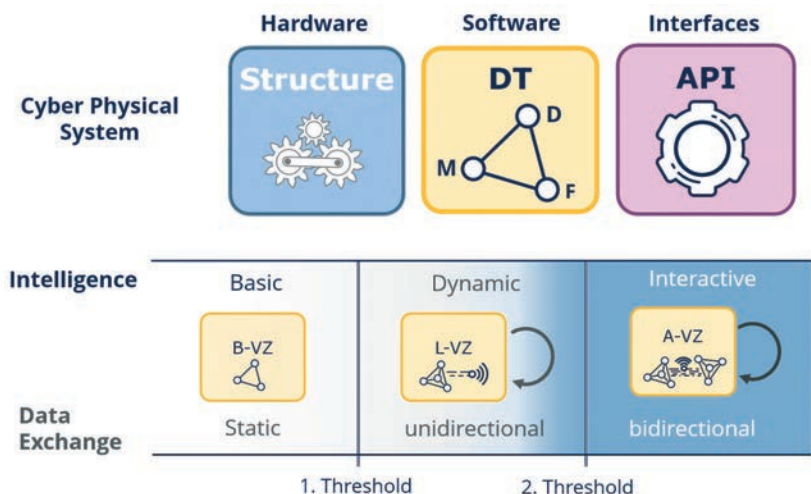 Hardware
Software
Interfaces
Cyber Physical
System
Structure
DT
D
M
F
API
Intelligence
Basic
Dynamic
Interactive
B-VZ
L-VZ
A-VZ
Data
Exchange
Static
unidirectional
bidirectional
1. Threshold
2. Threshold